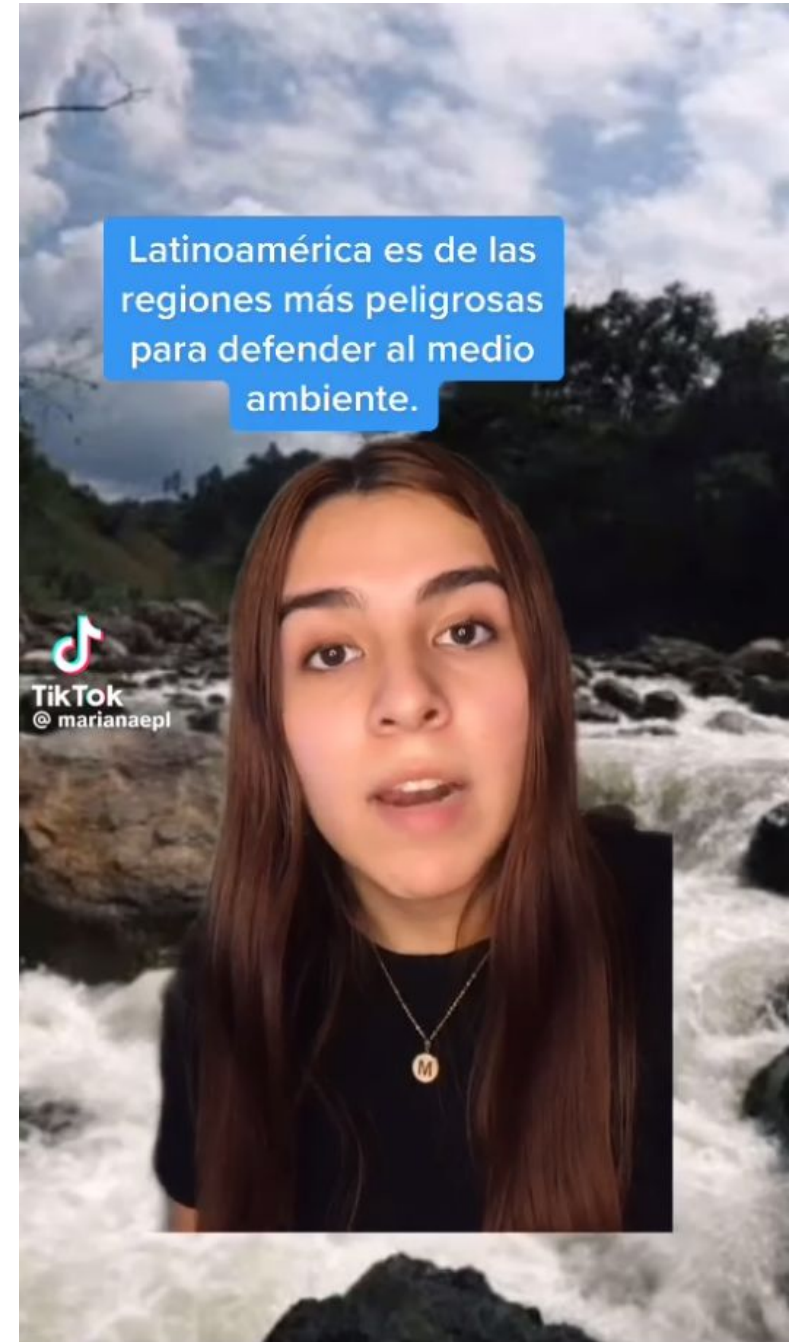 Latinoamérica es de las
regiones más peligrosas
para defender al medio
ambiente.
TikTok
@ marianaepl
M